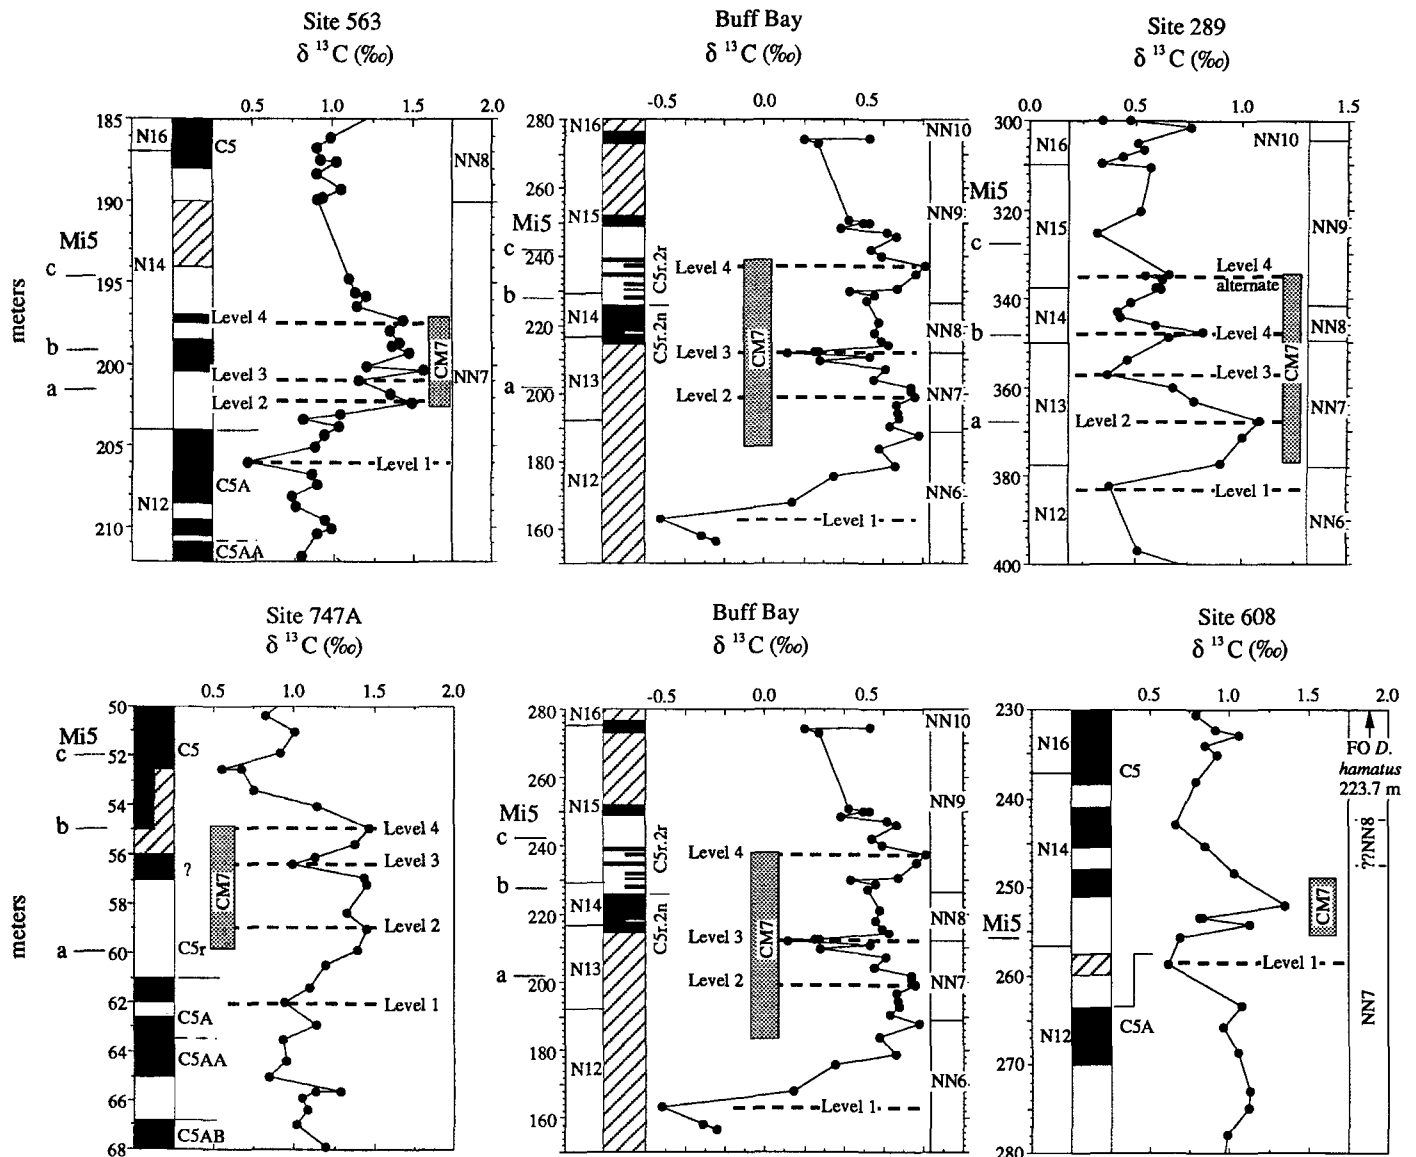 Site 563
δ ¹³C (‰)
0.5 1.0 1.5 2.0
meters
185
190
195
200
205
210
Mi5
c
b
a
N16
N14
N12
C5
C5A
C5AA
Level 4
Level 3
Level 2
Level 1
CM7
NN8
NN7
Buff Bay
δ ¹³C (‰)
-0.5 0.0 0.5
280
260
240
220
200
180
160
Mi5
c
b
a
N16
N15
N14
N13
N12
C5r.2r
C5r.2n
Level 4
Level 3
Level 2
Level 1
CM7
NN10
NN9
NN8
NN7
NN6
Site 289
δ ¹³C (‰)
0.0 0.5 1.0 1.5
300
320
340
360
380
400
Mi5
c
b
a
N16
N15
N14
N13
N12
Level 4
alternate
Level 4
Level 3
Level 2
Level 1
CM7
NN10
NN9
NN8
NN7
NN6
Site 747A
δ ¹³C (‰)
0.5 1.0 1.5 2.0
meters
50
52
54
56
58
60
62
64
66
68
Mi5
c
b
a
C5
?
C5r
C5A
C5AA
C5AB
CM7
Level 4
Level 3
Level 2
Level 1
Buff Bay
δ ¹³C (‰)
-0.5 0.0 0.5
280
260
240
220
200
180
160
Mi5
c
b
a
N16
N15
N14
N13
N12
C5r.2r
C5r.2n
Level 4
Level 3
Level 2
Level 1
CM7
NN10
NN9
NN8
NN7
NN6
Site 608
δ ¹³C (‰)
0.5 1.0 1.5 2.0
230
240
250
260
270
280
Mi5
N16
N14
N12
C5
C5A
Level 1
CM7
FO D.
hamatus
223.7 m
??NN8
NN7